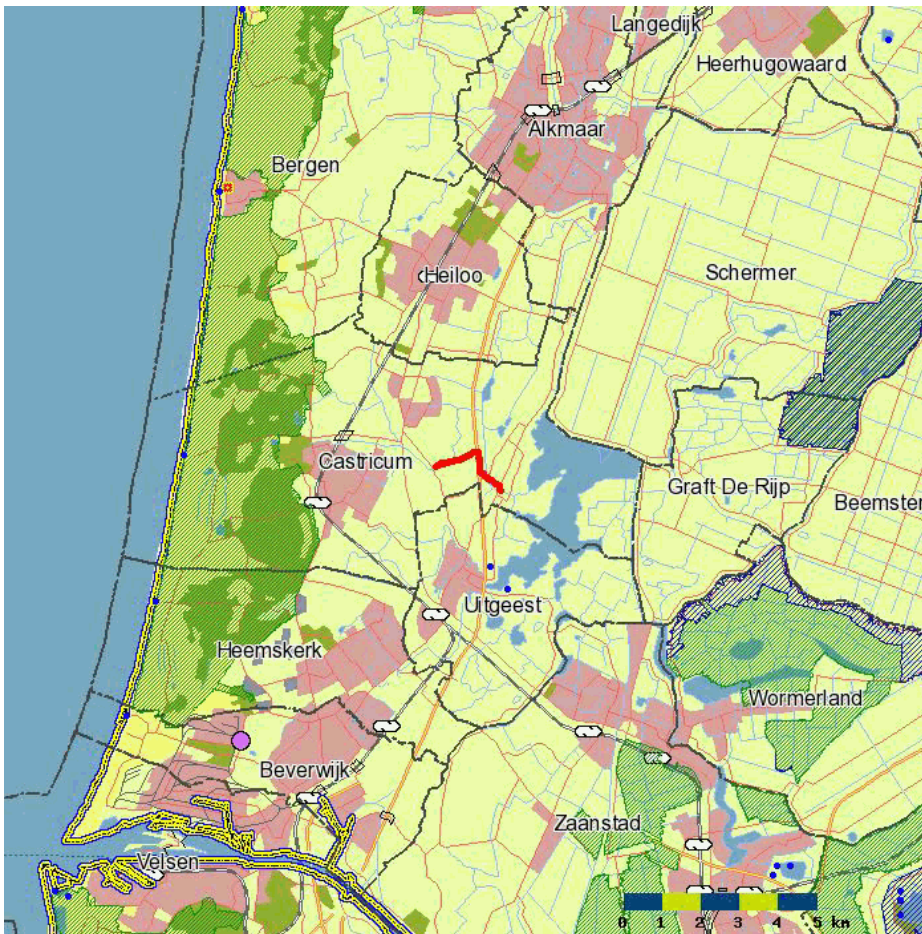 Langedijk
Heerhugowaard
Alkmaar
Bergen
Heiloo
Schermer
Castricum
Graft De Rijp
Beemster
Uitgeest
Heemskerk
Wormerland
Beverwijk
Zaanstad
Velsen
0 1 2 3 4 5 km